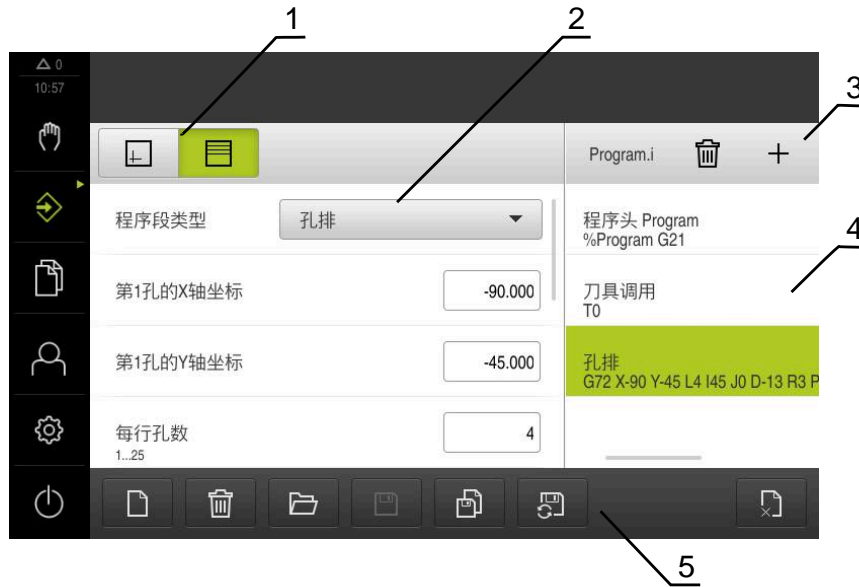 1
2
0
10:57
3
Program.i
程序段类型
孔排
程序头 Program
%Program G21
4
第1孔的X轴坐标
-90.000
刀具调用
T0
第1孔的Y轴坐标
-45.000
孔排
G72 X-90 Y-45 L4 I45 J0 D-13 R3 P
每行孔数
1...25
4
5